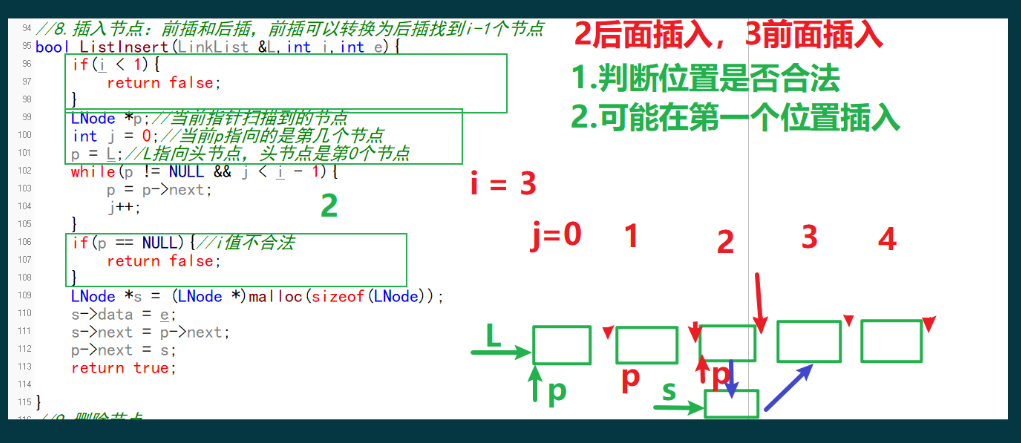 94 //8.插入节点：前插和后插，前插可以转换为后插找到i-1个节点
95 bool ListInsert(LinkList &L,int i,int e){
96 if(i < 1){
97 return false;
98 }
99 LNode *p;//当前指针扫描到的节点
100 int j = 0;//当前p指向的是第几个节点
101 p = L;//L指向头节点，头节点是第0个节点
102 while(p != NULL && j < i - 1){
103 p = p->next;
104 j++;
105 }
106 if(p == NULL){//i值不合法
107 return false;
108 }
109 LNode *s = (LNode *)malloc(sizeof(LNode));
110 s->data = e;
111 s->next = p->next;
112 p->next = s;
113 return true;
114
115 }
2
2后面插入，3前面插入
1.判断位置是否合法
2.可能在第一个位置插入
i = 3
j=0 1 2 3 4
L
p p p
s